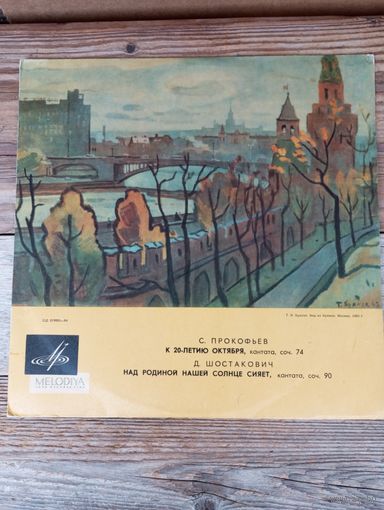 С. ПРОКОФЬЕВ
К 20-ЛЕТИЮ ОКТЯБРЯ, кантата, соч. 74
Д. ШОСТАКОВИЧ
НАД РОДИНОЙ НАШЕЙ СОЛНЦЕ СИЯЕТ, кантата, соч. 90
MELODIYA